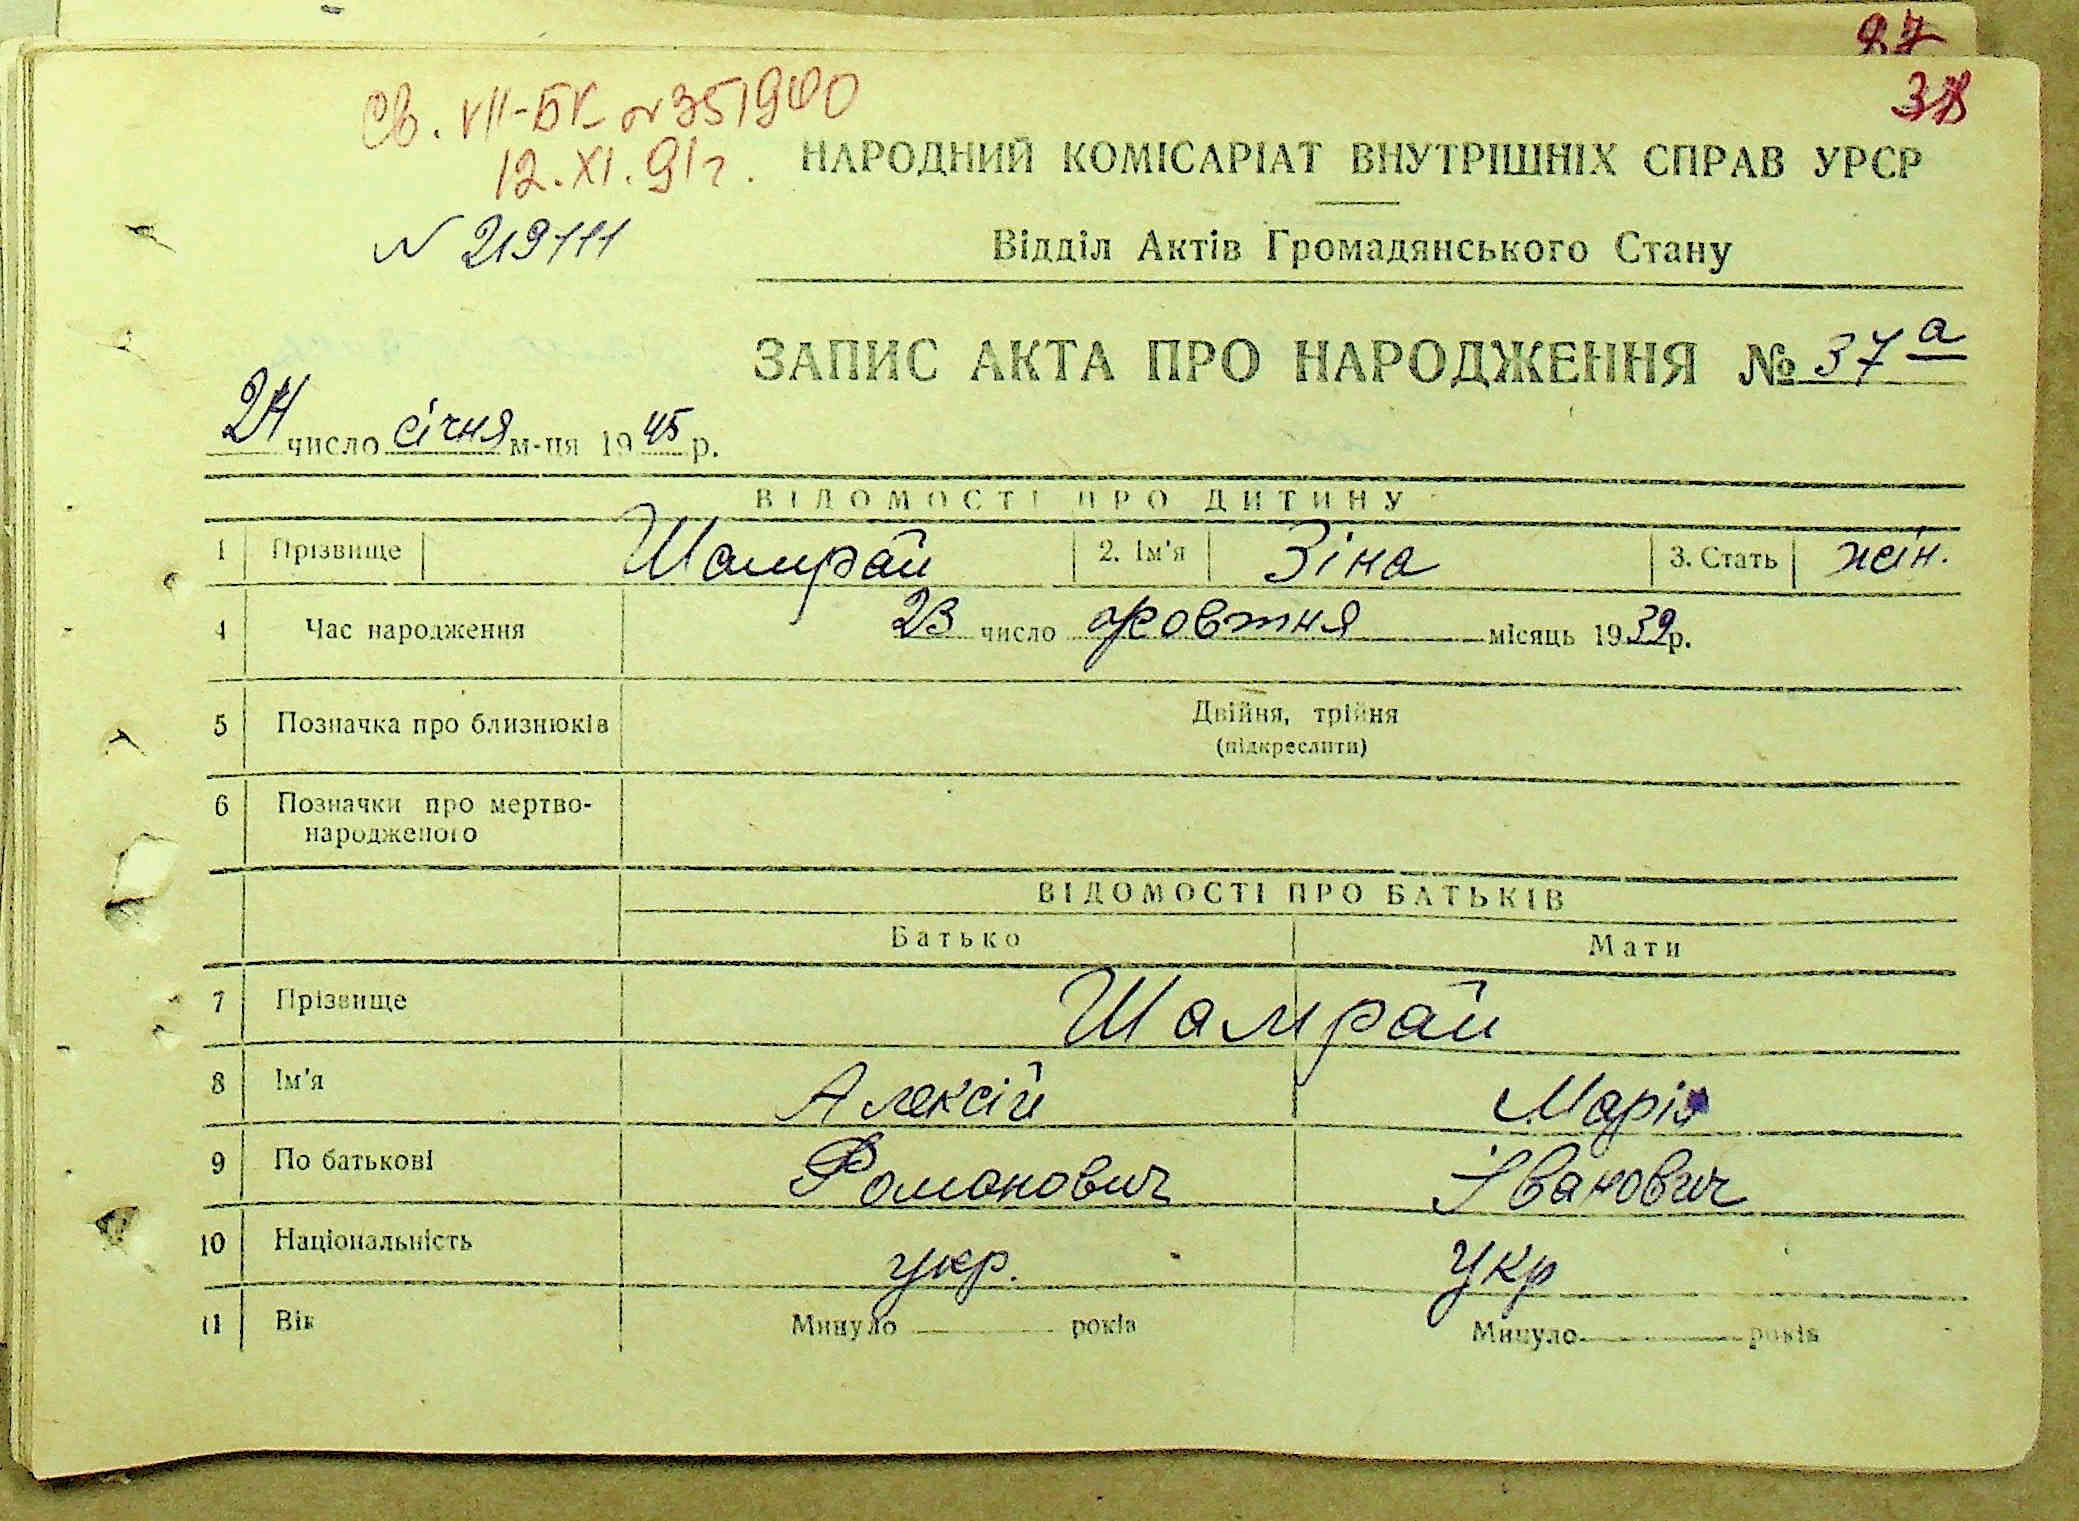 27
38
Св. VII-БК № 351900
12.XI.91г.
N 219111
НАРОДНИЙ КОМІСАРІАТ ВНУТРІШНІХ СПРАВ УРСР
Відділ Актів Громадянського Стану
ЗАПИС АКТА ПРО НАРОДЖЕННЯ № 37а
24 число січня м-ця 1945 р.
ВІДОМОСТІ ПРО ДИТИНУ
1 Прізвище Шамрай 2. Ім'я Зіна 3. Стать жін.
4 Час народження 23 число жовтня місяць 1939р.
5 Позначка про близнюків Двійня, трійня
(підкреслити)
6 Позначки про мертво-
народженого
ВІДОМОСТІ ПРО БАТЬКІВ
Батько Мати
7 Прізвище Шамрай
8 Ім'я Алексій Марія
9 По батькові Романович Іванович
10 Національність укр. Укр
11 Вік Минуло років Минуло років